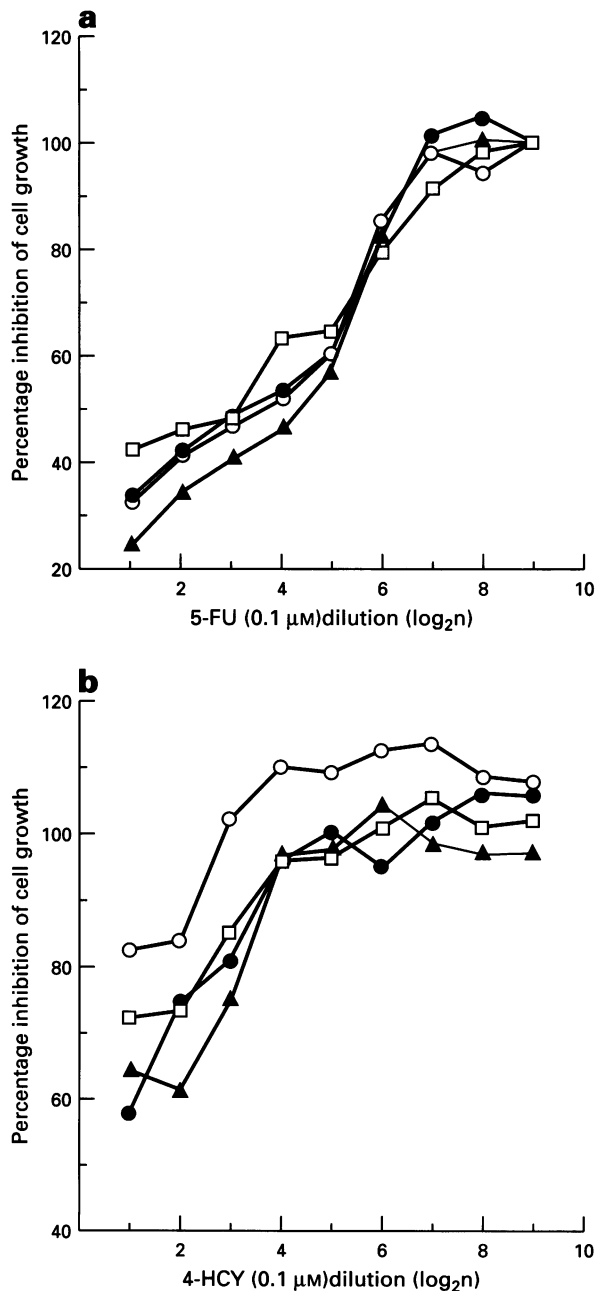 a
120
100
80
60
40
20
Percentage inhibition of cell growth
2 4 6 8 10
5-FU (0.1 μM)dilution (log₂n)
b
120
100
80
60
40
Percentage inhibition of cell growth
2 4 6 8 10
4-HCY (0.1 μM)dilution (log₂n)